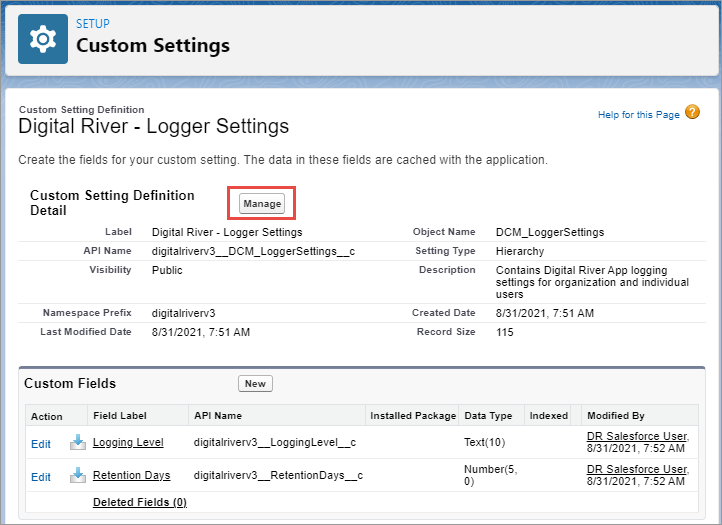 SETUP
Custom Settings
Custom Setting Definition
Digital River - Logger Settings
Help for this Page ?
Create the fields for your custom setting. The data in these fields are cached with the application.
Custom Setting Definition
Detail
Manage
Label Digital River - Logger Settings Object Name DCM_LoggerSettings
API Name digitalriverv3__DCM_LoggerSettings__c Setting Type Hierarchy
Visibility Public Description Contains Digital River App logging
settings for organization and individual
users
Namespace Prefix digitalriverv3 Created Date 8/31/2021, 7:51 AM
Last Modified Date 8/31/2021, 7:51 AM Record Size 115
Custom Fields New
Action Field Label API Name Installed Package Data Type Indexed Modified By
Edit Logging Level digitalriverv3__LoggingLevel__c Text(10) DR Salesforce User,
8/31/2021, 7:52 AM
Edit Retention Days digitalriverv3__RetentionDays__c Number(5, DR Salesforce User,
0) 8/31/2021, 7:52 AM
Deleted Fields (0)